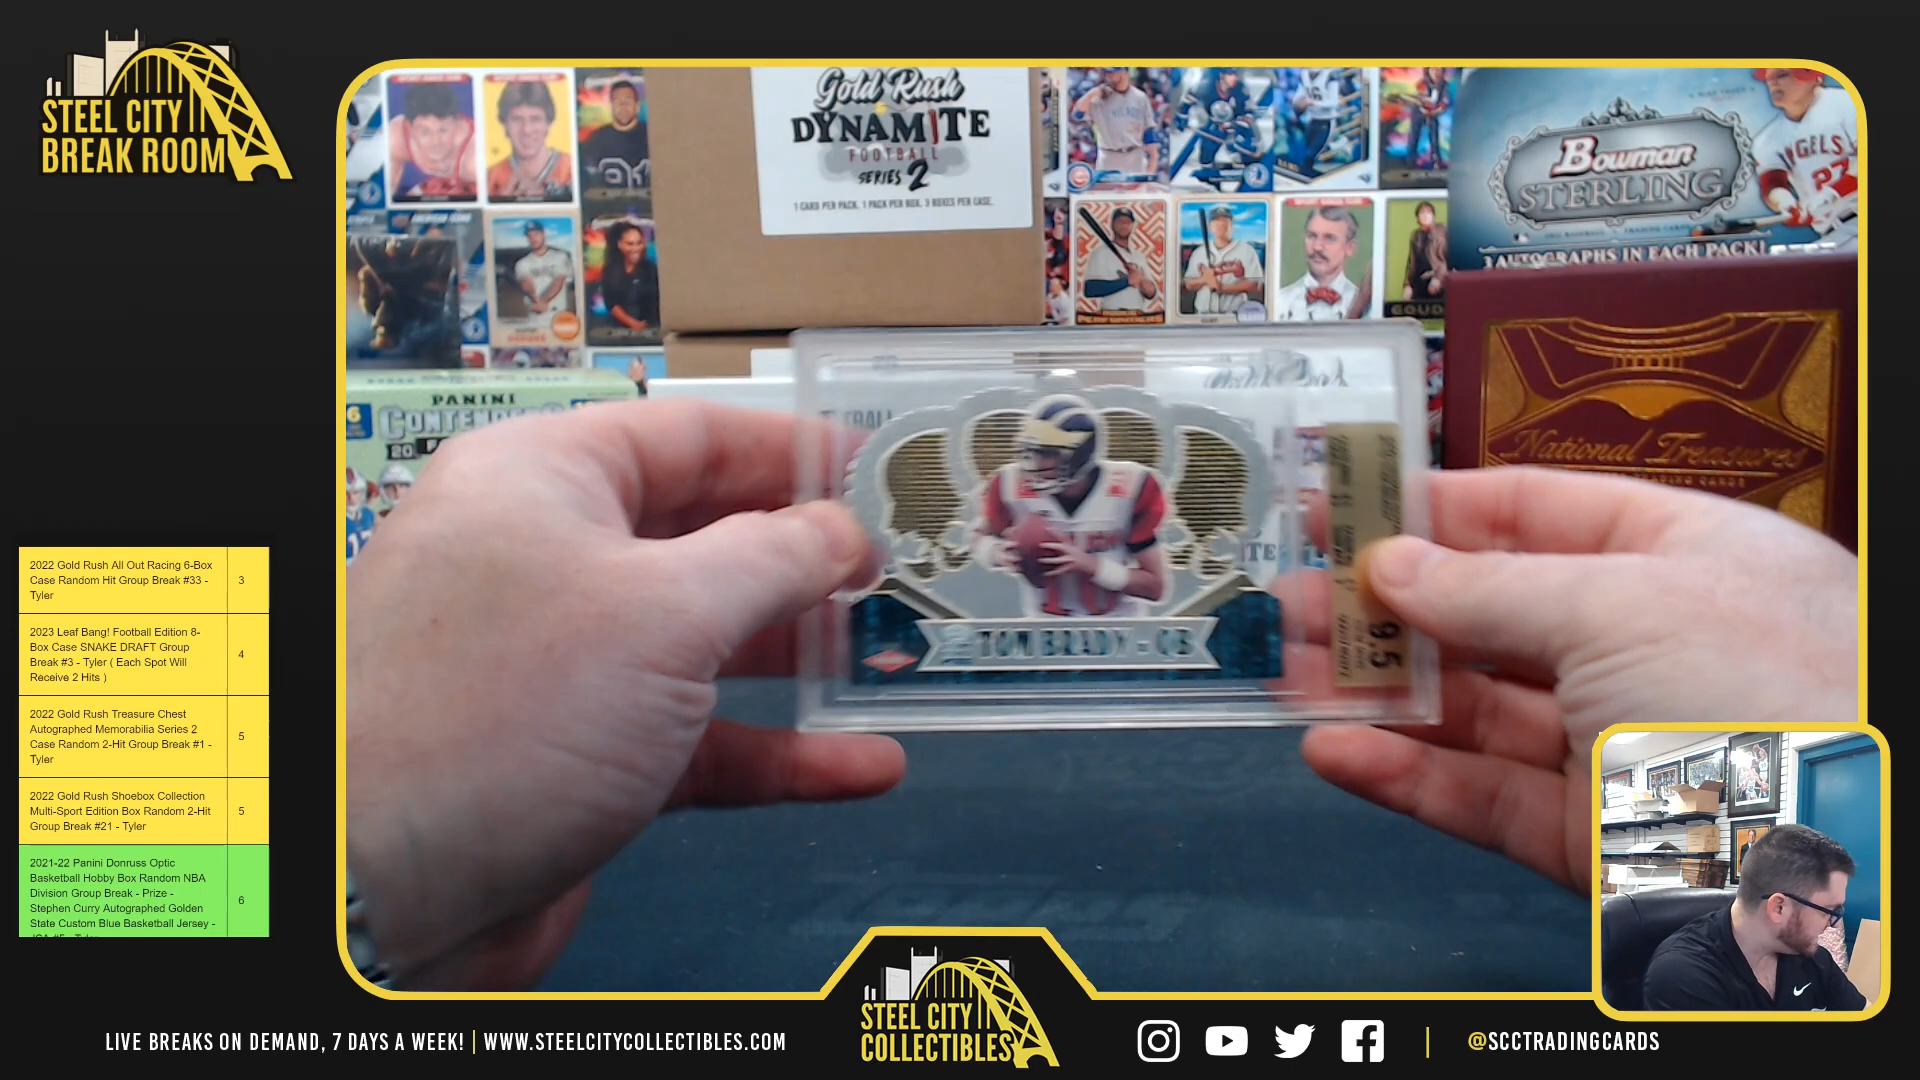 STEEL CITY
BREAK ROOM
Gold Rush
DYNAMITE
FOOTBALL
SERIES 2
1 CARD PER PACK. 1 PACK PER BOX. 3 BOXES PER CASE.
Bowman
STERLING
3 AUTOGRAPHS IN EACH PACK!
ANGELS
27
PANINI
CONTENDERS
National Treasures
TRADING CARDS
TOM BRADY - QB
9.5
2022 Gold Rush All Out Racing 6-Box
Case Random Hit Group Break #33 -
Tyler
3
2023 Leaf Bang! Football Edition 8-
Box Case SNAKE DRAFT Group
Break #3 - Tyler ( Each Spot Will
Receive 2 Hits )
4
2022 Gold Rush Treasure Chest
Autographed Memorabilia Series 2
Case Random 2-Hit Group Break #1 -
Tyler
5
2022 Gold Rush Shoebox Collection
Multi-Sport Edition Box Random 2-Hit
Group Break #21 - Tyler
5
2021-22 Panini Donruss Optic
Basketball Hobby Box Random NBA
Division Group Break - Prize -
Stephen Curry Autographed Golden
State Custom Blue Basketball Jersey -
6
STEEL CITY
COLLECTIBLES
LIVE BREAKS ON DEMAND, 7 DAYS A WEEK! | WWW.STEELCITYCOLLECTIBLES.COM
@SCCTRADINGCARDS